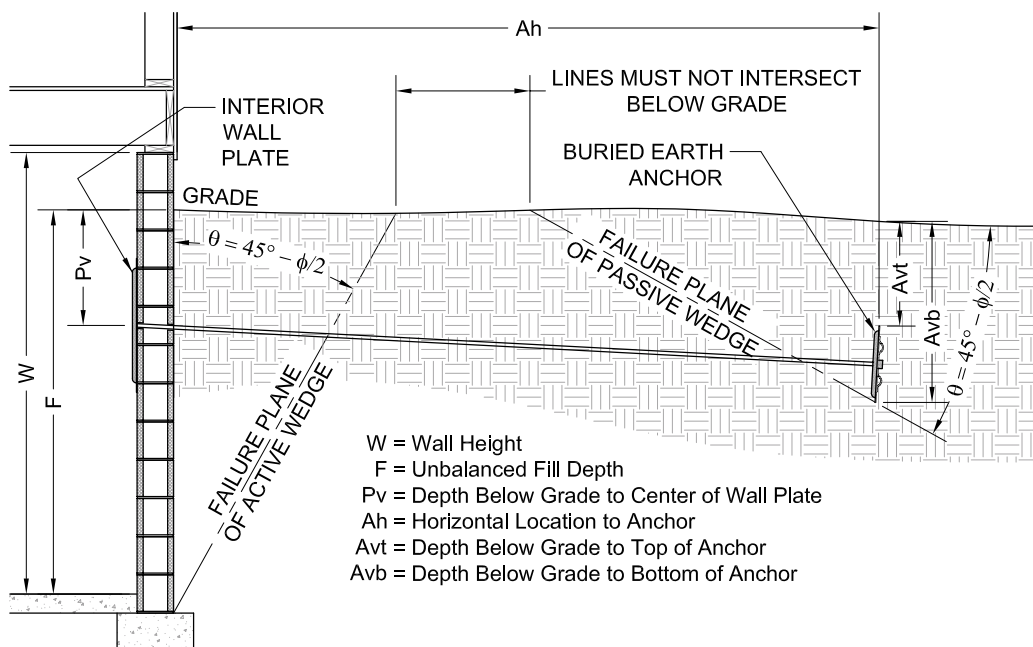 Ah
LINES MUST NOT INTERSECT
BELOW GRADE
INTERIOR
WALL
PLATE
BURIED EARTH
ANCHOR
GRADE
θ = 45° – ϕ/2
Pv
FAILURE PLANE
OF PASSIVE WEDGE
Avt
Avb
θ = 45° – ϕ/2
W
F
FAILURE PLANE
OF ACTIVE WEDGE
W = Wall Height
F = Unbalanced Fill Depth
Pv = Depth Below Grade to Center of Wall Plate
Ah = Horizontal Location to Anchor
Avt = Depth Below Grade to Top of Anchor
Avb = Depth Below Grade to Bottom of Anchor